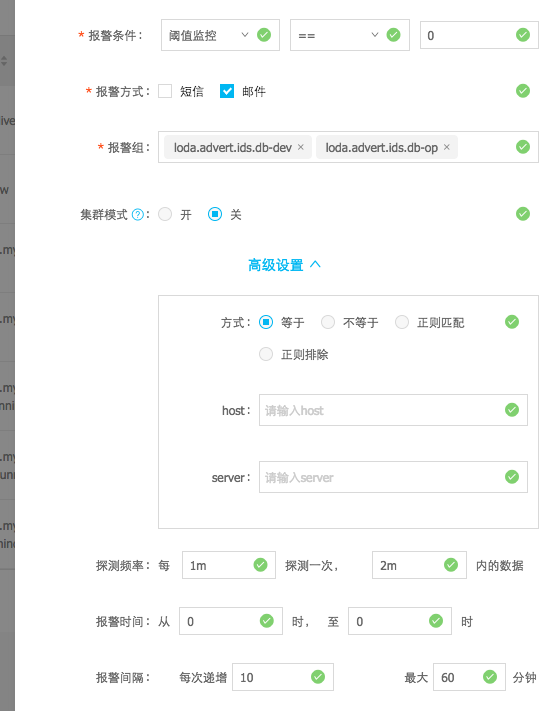 * 报警条件： 阈值监控 == 0
* 报警方式： 短信 邮件
ive
* 报警组： loda.advert.ids.db-dev × loda.advert.ids.db-op ×
w
集群模式 ?： 开 关
.my
高级设置
方式： 等于 不等于 正则匹配
.my
正则排除
.my
host： 请输入host
nni
.my
server： 请输入server
unr
.my
ninc
探测频率： 每 1m 探测一次， 2m 内的数据
报警时间： 从 0 时， 至 0 时
报警间隔： 每次递增 10 最大 60 分钟